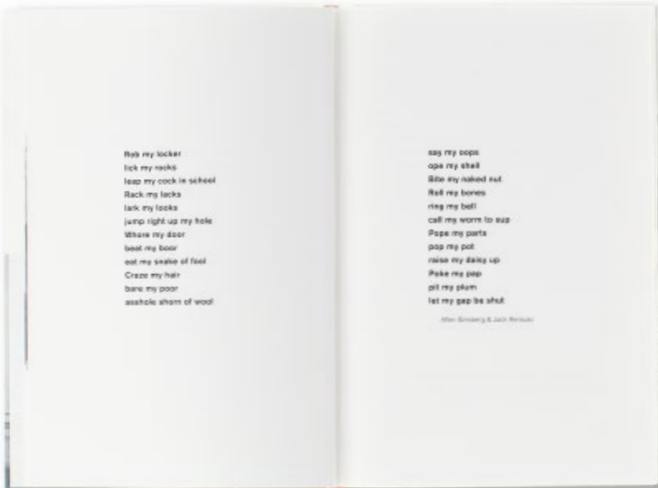 Rob my locker
lick my rocks
leap my cock in school
Rack my lacks
lark my looks
jump right up my hole
Whore my door
beat my boor
eat my snake of fool
Craze my hair
bare my poor
asshole shorn of wool
say my oops
ope my shell
Bite my naked nut
Roll my bones
ring my bell
call my worm to sup
Pope my parts
pop my pot
raise my daisy up
Poke my pap
pit my plum
let my gap be shut
Allen Ginsberg & Jack Kerouac